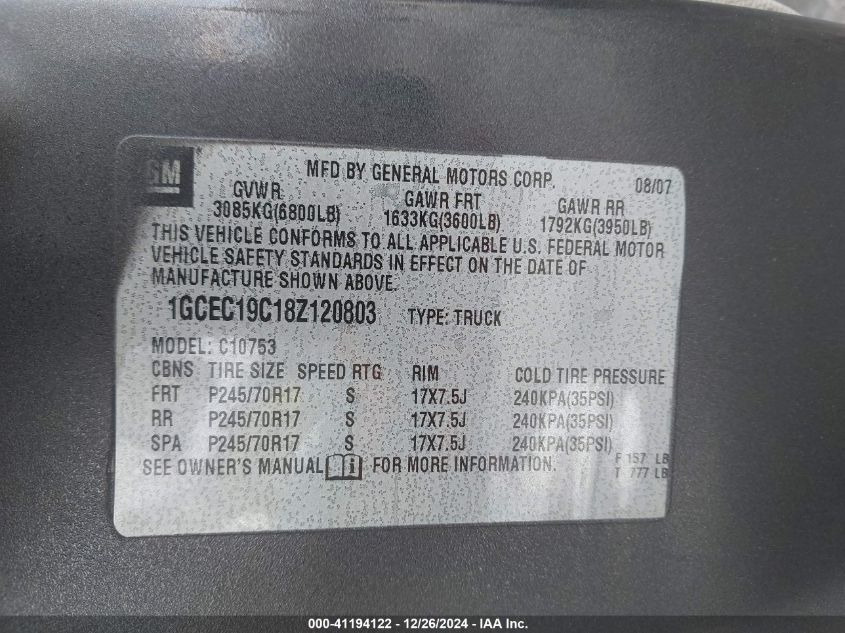 GM
MFD BY GENERAL MOTORS CORP. 08/07
GVWR GAWR FRT GAWR RR
3085KG(6800LB) 1633KG(3600LB) 1792KG(3950LB)
THIS VEHICLE CONFORMS TO ALL APPLICABLE U.S. FEDERAL MOTOR
VEHICLE SAFETY STANDARDS IN EFFECT ON THE DATE OF
MANUFACTURE SHOWN ABOVE.
1GCEC19C18Z120803 TYPE: TRUCK
MODEL: C10753
CBNS TIRE SIZE SPEED RTG RIM COLD TIRE PRESSURE
FRT P245/70R17 S 17X7.5J 240KPA(35PSI)
RR P245/70R17 S 17X7.5J 240KPA(35PSI)
SPA P245/70R17 S 17X7.5J 240KPA(35PSI)
F 157 LB
SEE OWNER'S MANUAL FOR MORE INFORMATION.
T 777 LB
000-41194122 - 12/26/2024 - IAA Inc.